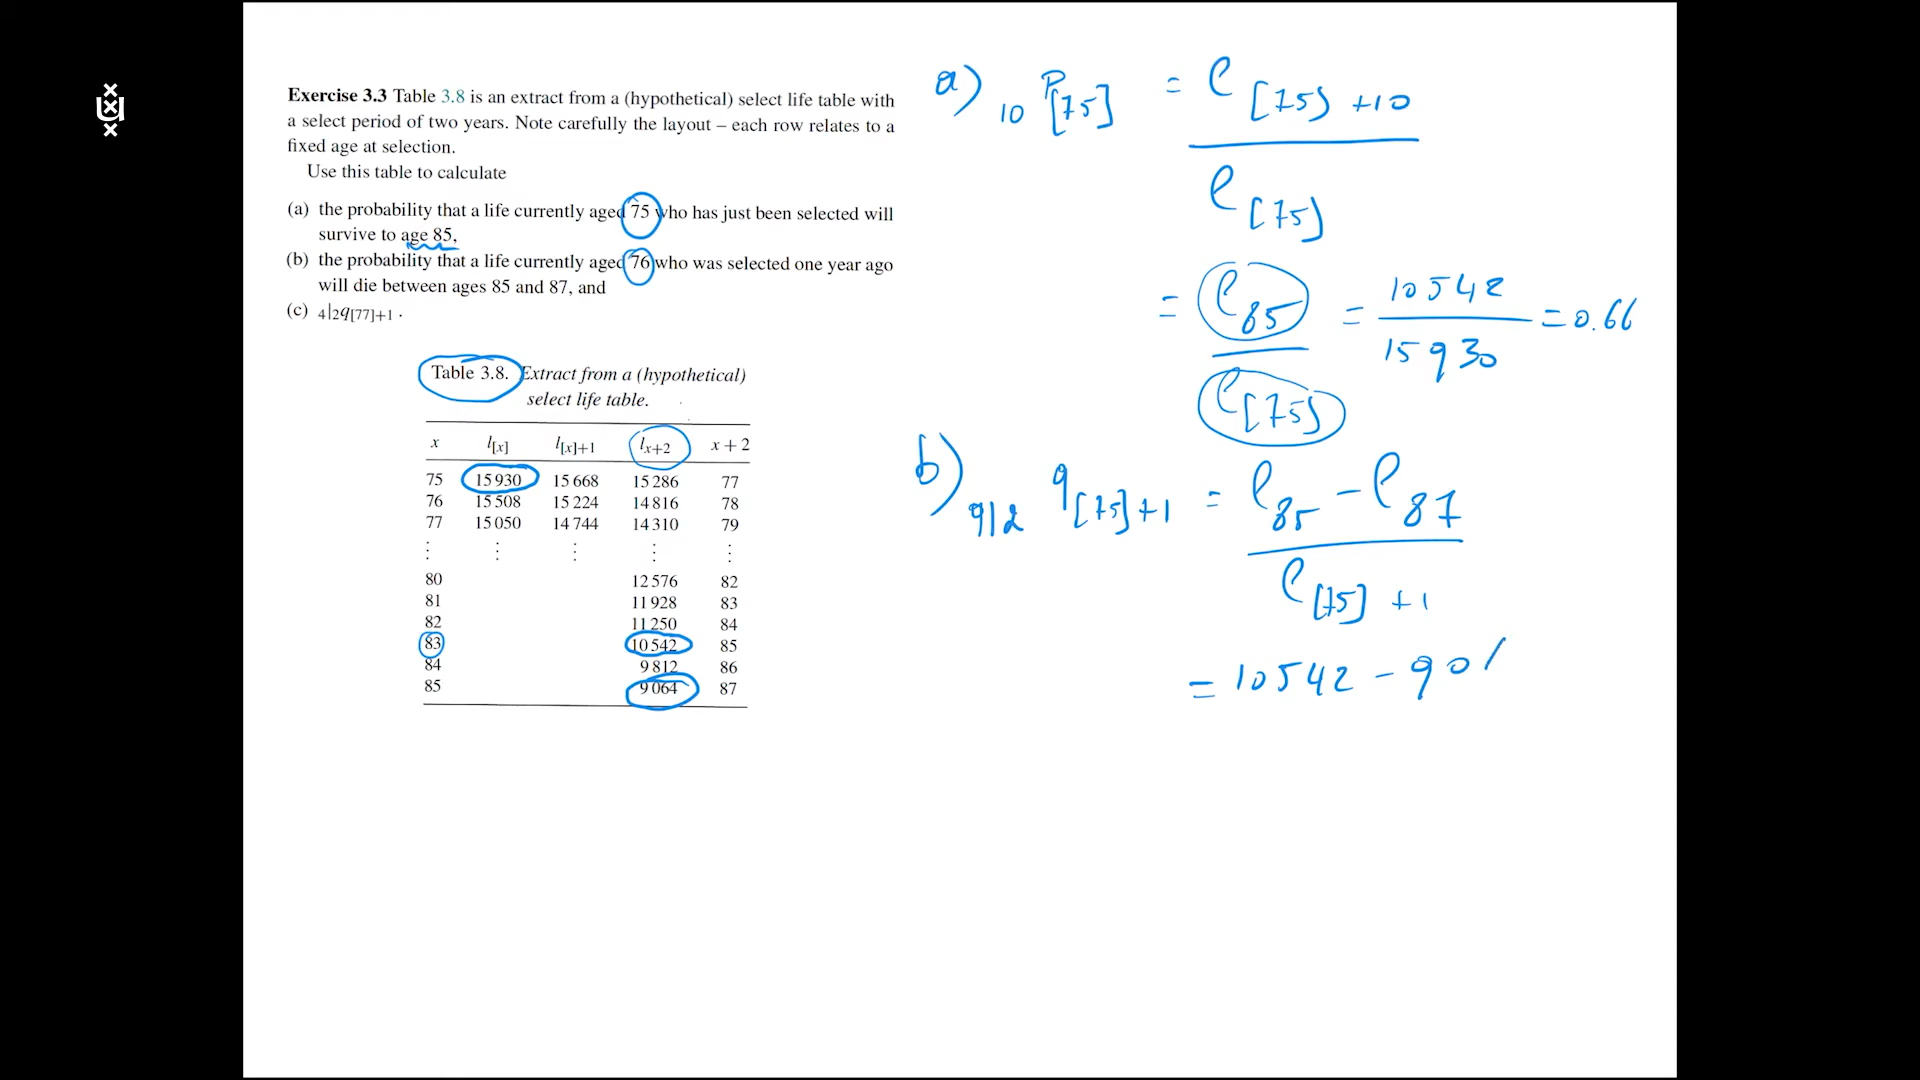 Exercise 3.3 Table 3.8 is an extract from a (hypothetical) select life table with
a select period of two years. Note carefully the layout – each row relates to a
fixed age at selection.
Use this table to calculate
(a) the probability that a life currently aged 75 who has just been selected will
survive to age 85,
(b) the probability that a life currently aged 76 who was selected one year ago
will die between ages 85 and 87, and
(c) 4|2q[77]+1 .
Table 3.8. Extract from a (hypothetical)
select life table.
x l[x] l[x]+1 lx+2 x + 2
75 15 930 15 668 15 286 77
76 15 508 15 224 14 816 78
77 15 050 14 744 14 310 79
⋮ ⋮ ⋮ ⋮ ⋮
80 12 576 82
81 11 928 83
82 11 250 84
83 10 542 85
84 9 812 86
85 9 064 87
a) 10 P[75] = l[75]+10
l[75]
= l85 = 10542 = 0.66
l[75] 15930
b) 9|2 q[75]+1 = l85 - l87
l[75]+1
= 10542 - 90